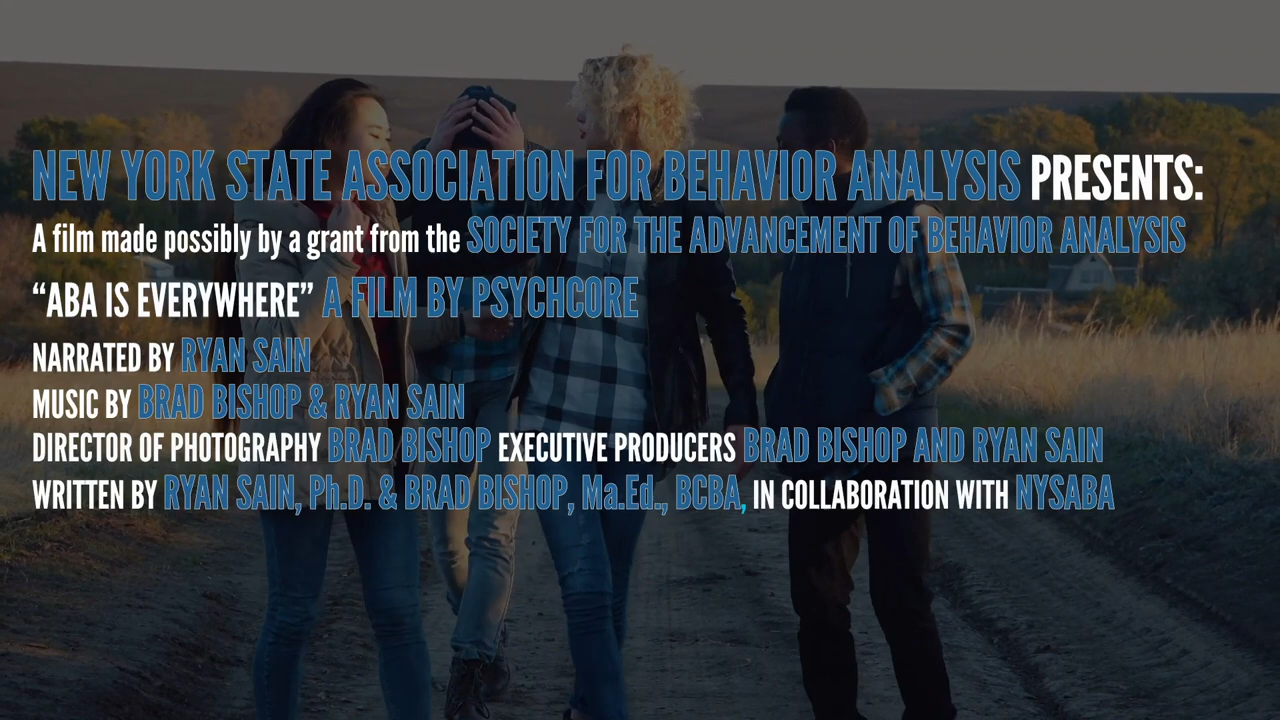 NEW YORK STATE ASSOCIATION FOR BEHAVIOR ANALYSIS PRESENTS:
A film made possibly by a grant from the SOCIETY FOR THE ADVANCEMENT OF BEHAVIOR ANALYSIS
“ABA IS EVERYWHERE” A FILM BY PSYCHCORE
NARRATED BY RYAN SAIN
MUSIC BY BRAD BISHOP & RYAN SAIN
DIRECTOR OF PHOTOGRAPHY BRAD BISHOP EXECUTIVE PRODUCERS BRAD BISHOP AND RYAN SAIN
WRITTEN BY RYAN SAIN, Ph.D. & BRAD BISHOP, Ma.Ed., BCBA, IN COLLABORATION WITH NYSABA